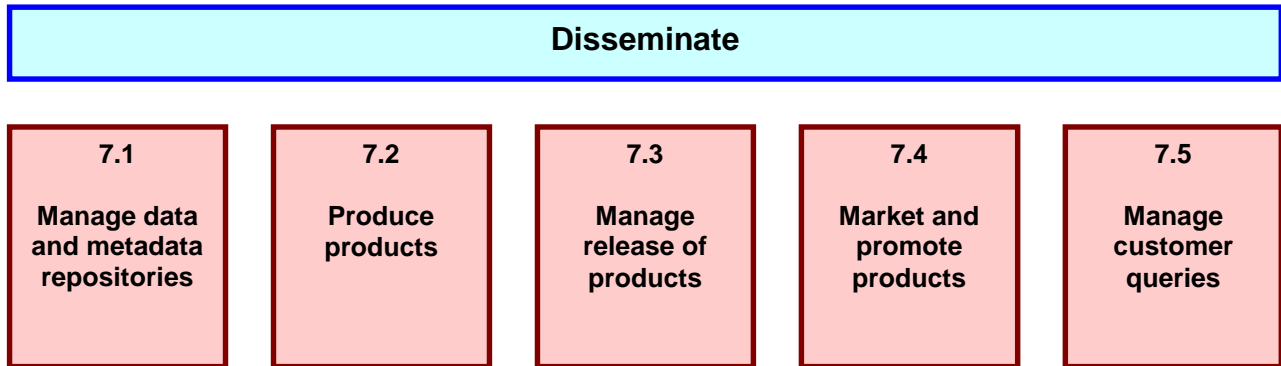 Disseminate
7.1
Manage data
and metadata
repositories
7.2
Produce
products
7.3
Manage
release of
products
7.4
Market and
promote
products
7.5
Manage
customer
queries